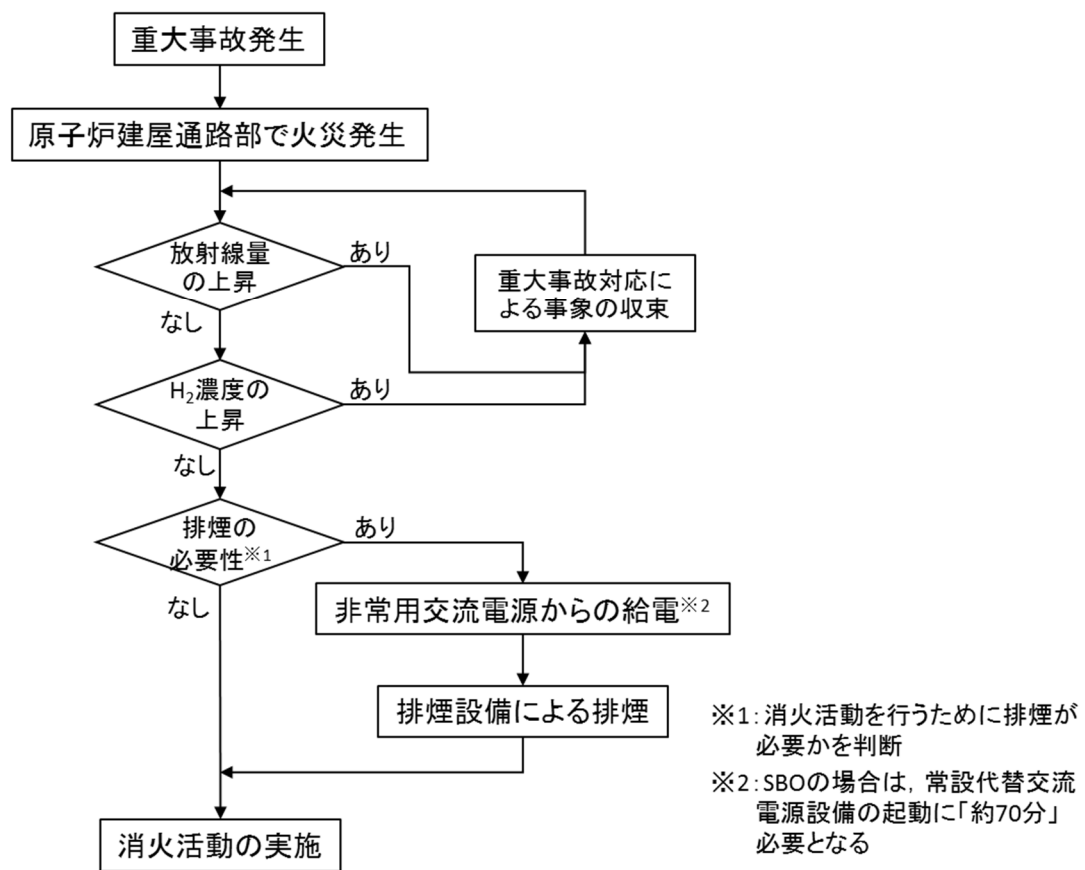 重大事故発生
原子炉建屋通路部で火災発生
放射線量
の上昇
あり
なし
重大事故対応に
よる事象の収束
H₂濃度の
上昇
あり
なし
排煙の
必要性※1
あり
なし
非常用交流電源からの給電※2
排煙設備による排煙
消火活動の実施
※1:消火活動を行うために排煙が
必要かを判断
※2:SBOの場合は，常設代替交流
電源設備の起動に「約70分」
必要となる